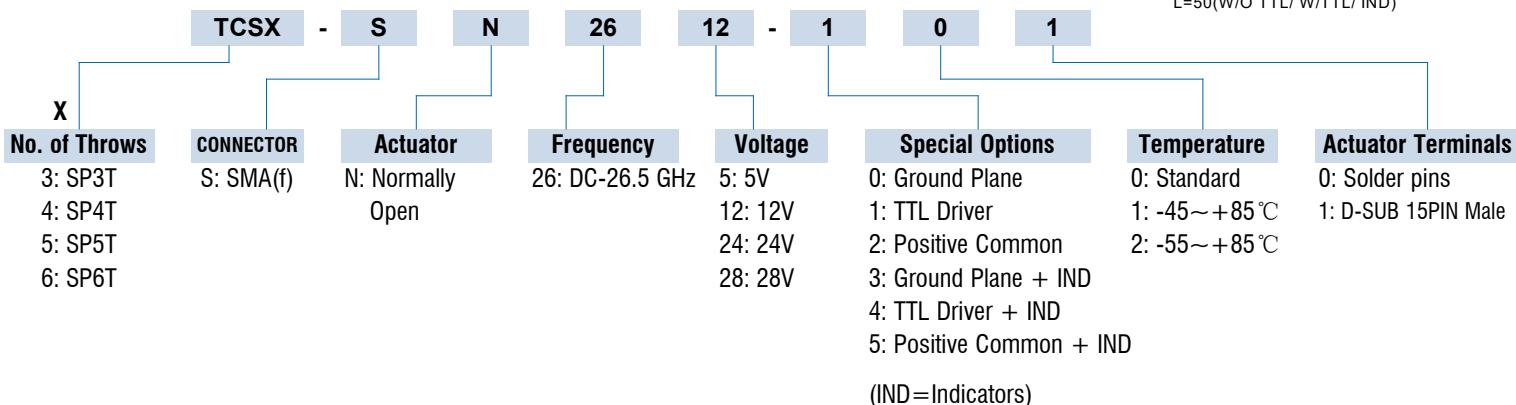 L=50(W/O TTL/ W/TTL/ IND)
TCSX - S N 26 12 - 1 0 1
X
No. of Throws CONNECTOR Actuator Frequency Voltage Special Options Temperature Actuator Terminals
3: SP3T S: SMA(f) N: Normally 26: DC-26.5 GHz 5: 5V 0: Ground Plane 0: Standard 0: Solder pins
4: SP4T Open 12: 12V 1: TTL Driver 1: -45~+85℃ 1: D-SUB 15PIN Male
5: SP5T 24: 24V 2: Positive Common 2: -55~+85℃
6: SP6T 28: 28V 3: Ground Plane + IND
4: TTL Driver + IND
5: Positive Common + IND
(IND=Indicators)